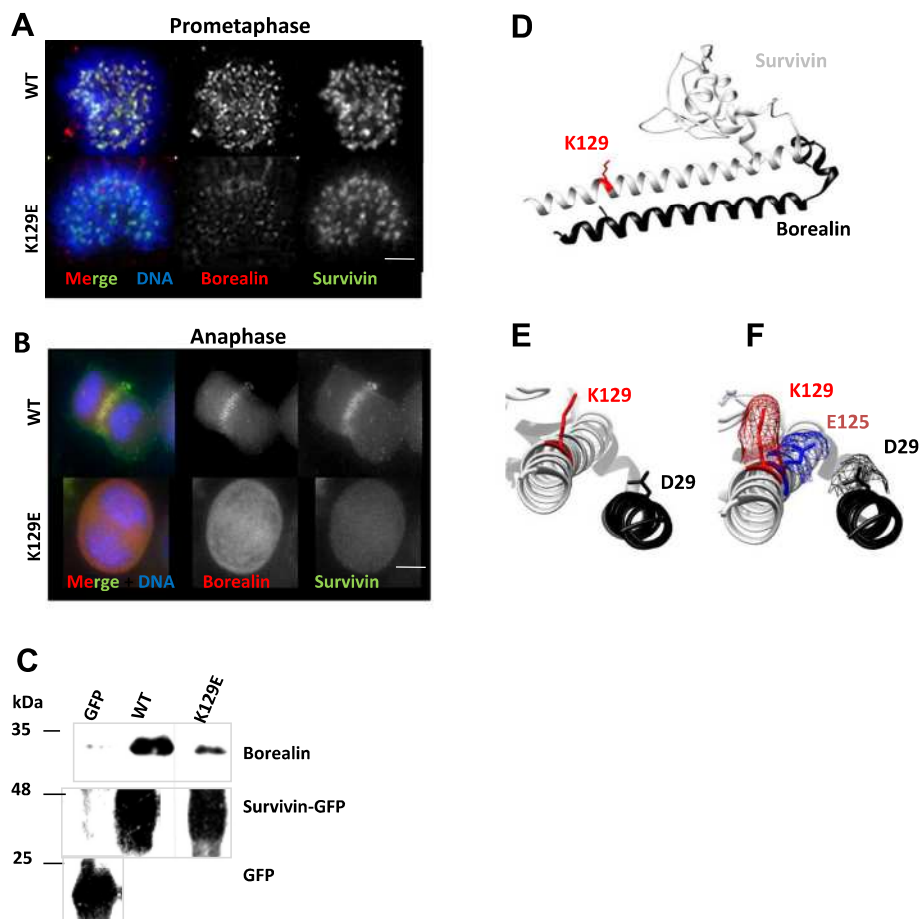 A
Prometaphase
WT
K129E
Merge DNA Borealin Survivin
B
Anaphase
WT
K129E
Merge + DNA Borealin Survivin
C
kDa GFP WT K129E
35
Borealin
48
Survivin-GFP
25
GFP
D
Survivin
K129
Borealin
E
K129
D29
F
K129
E125
D29